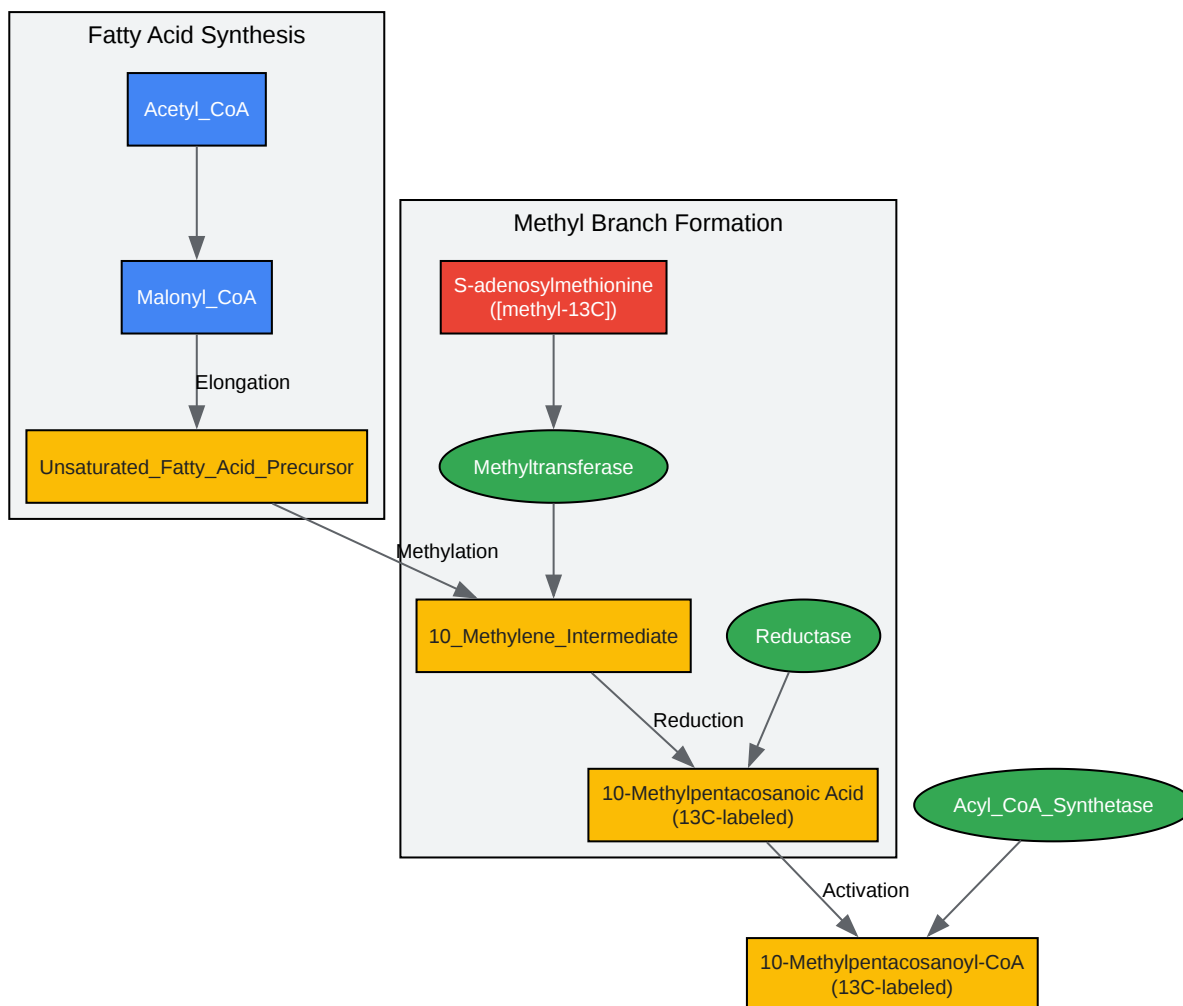 Fatty Acid Synthesis
Acetyl_CoA
Malonyl_CoA
Elongation
Unsaturated_Fatty_Acid_Precursor
Methyl Branch Formation
S-adenosylmethionine
([methyl-13C])
Methyltransferase
Methylation
10_Methylene_Intermediate
Reductase
Reduction
10-Methylpentacosanoic Acid
(13C-labeled)
Acyl_CoA_Synthetase
Activation
10-Methylpentacosanoyl-CoA
(13C-labeled)